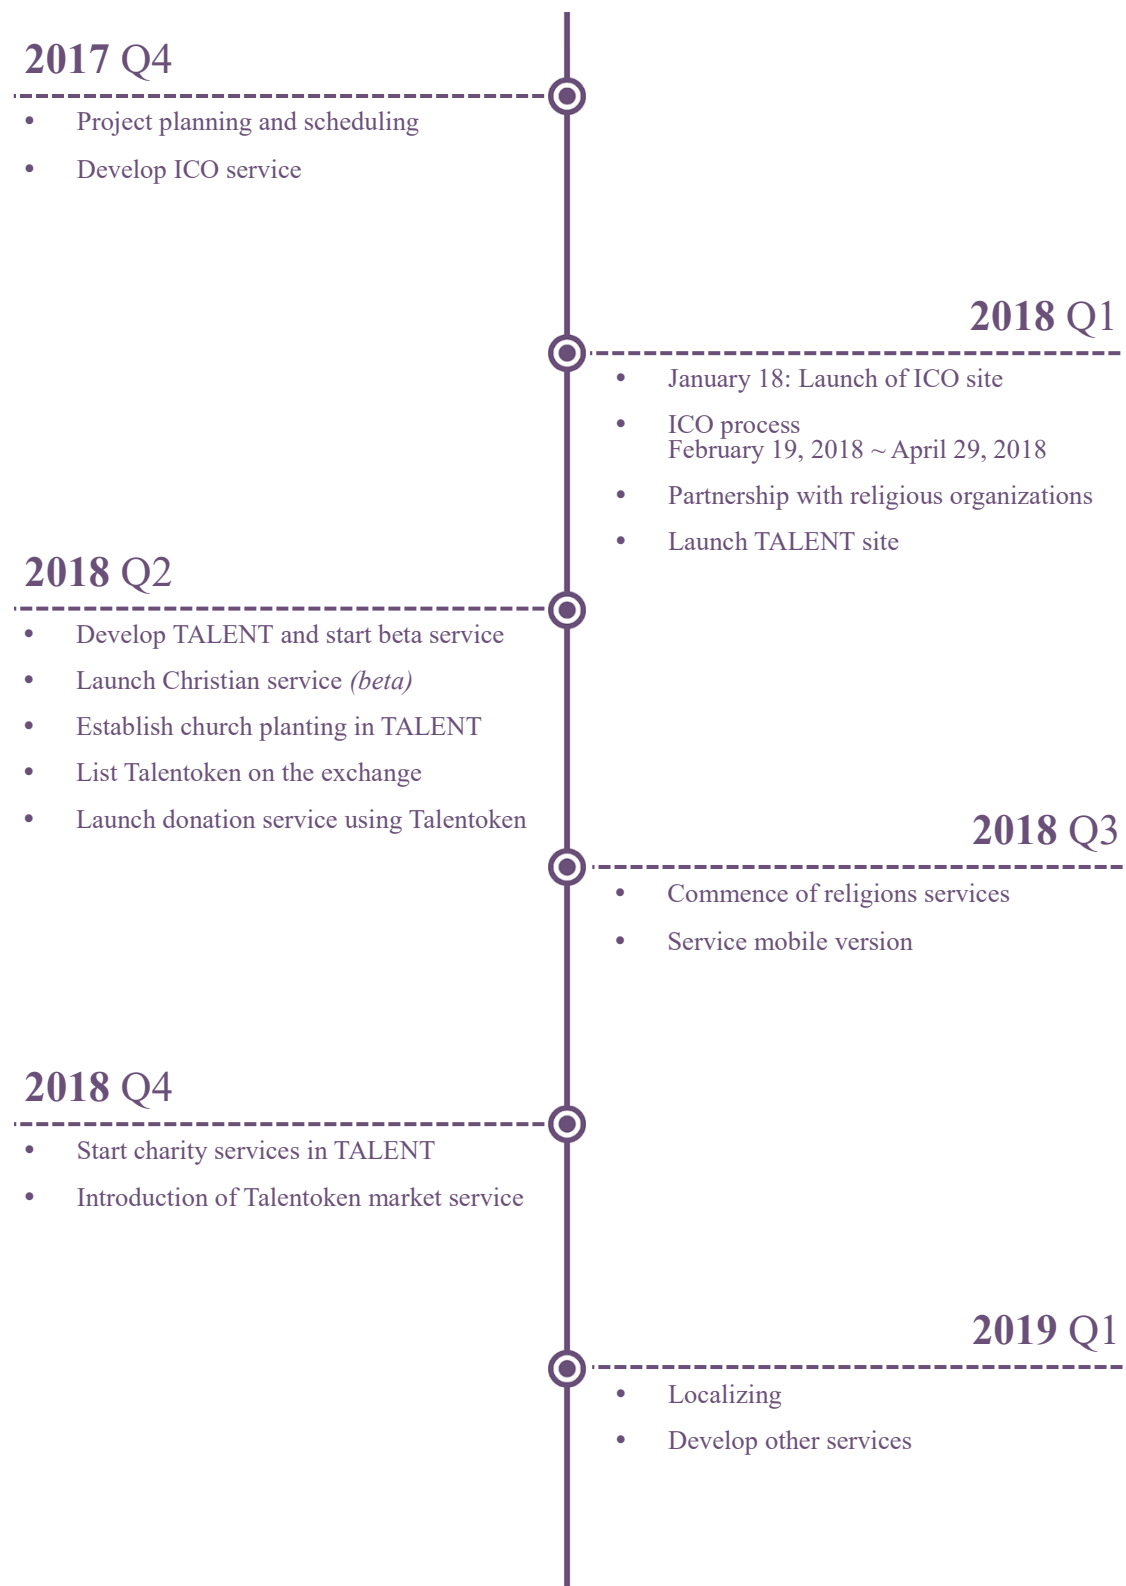 2017 Q4
• Project planning and scheduling
• Develop ICO service
2018 Q1
• January 18: Launch of ICO site
• ICO process
February 19, 2018 ~ April 29, 2018
• Partnership with religious organizations
• Launch TALENT site
2018 Q2
• Develop TALENT and start beta service
• Launch Christian service (beta)
• Establish church planting in TALENT
• List Talentoken on the exchange
• Launch donation service using Talentoken
2018 Q3
• Commence of religions services
• Service mobile version
2018 Q4
• Start charity services in TALENT
• Introduction of Talentoken market service
2019 Q1
• Localizing
• Develop other services